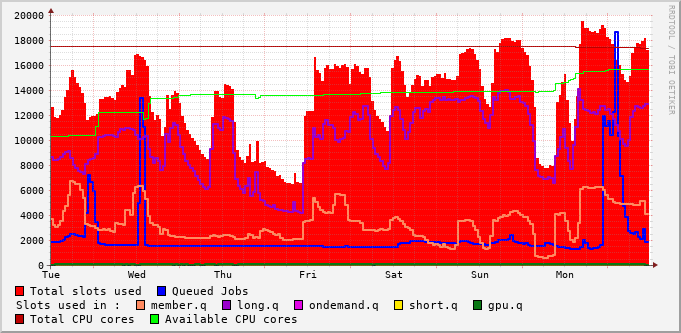 20000
18000
16000
14000
12000
10000
8000
6000
4000
2000
0
Tue Wed Thu Fri Sat Sun Mon
RRDTOOL / TOBI OETIKER
Total slots used Queued Jobs
Slots used in : member.q long.q ondemand.q short.q gpu.q
Total CPU cores Available CPU cores